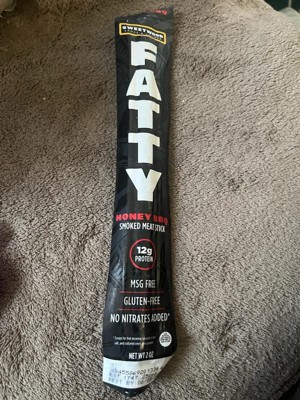 SWEETWOOD
FATTY
HONEY BBQ
SMOKED MEAT STICK
12g
PROTEIN
MSG FREE
GLUTEN-FREE
NO NITRATES ADDED*
NET WT 2 OZ